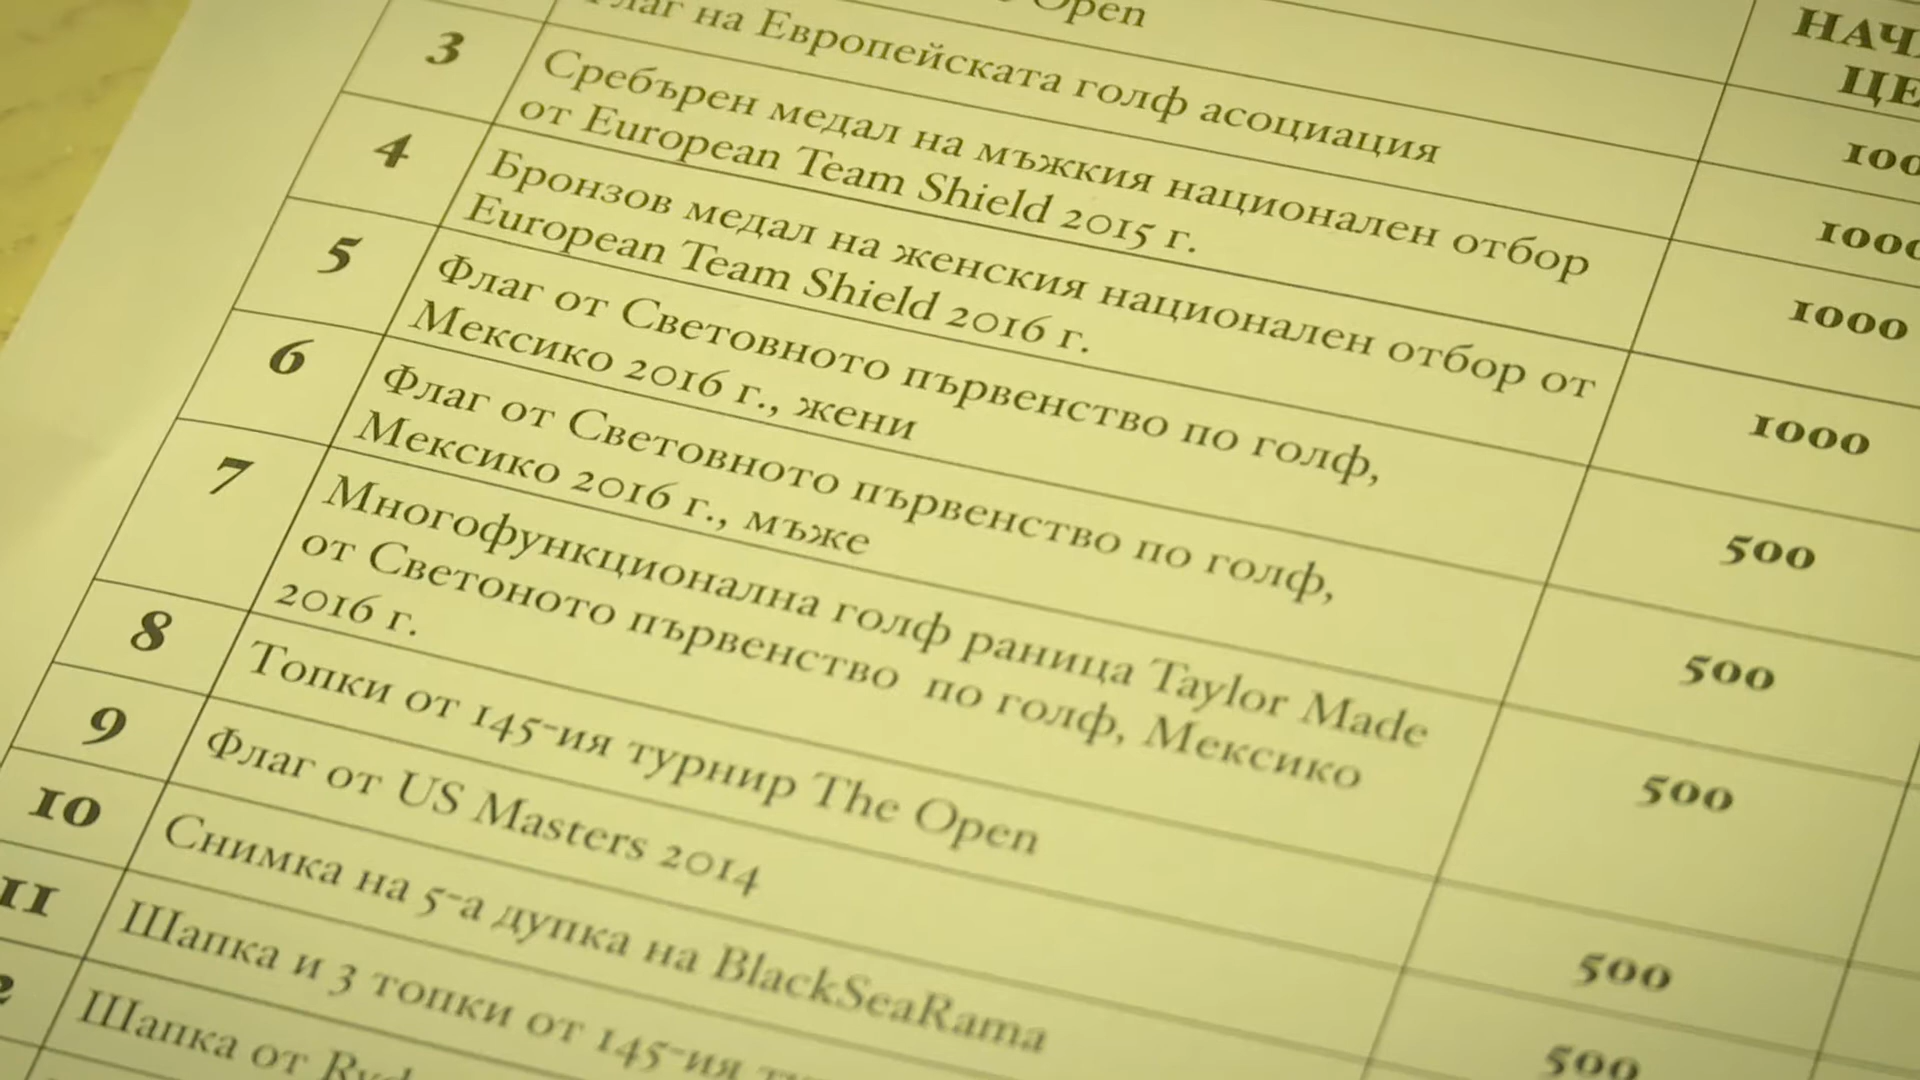 Open
НАЧ
ЦЕ
Флаг на Европейската голф асоциация
100
3
Сребърен медал на мъжкия национален отбор
от European Team Shield 2015 г.
1000
4
Бронзов медал на женския национален отбор от
European Team Shield 2016 г.
1000
5
Флаг от Световното първенство по голф,
Мексико 2016 г., жени
1000
6
Флаг от Световното първенство по голф,
Мексико 2016 г., мъже
500
7
Многофункционална голф раница Taylor Made
от Светоното първенство по голф, Мексико
2016 г.
500
8
Топки от 145-ия турнир The Open
500
9
Флаг от US Masters 2014
500
10
Снимка на 5-а дупка на BlackSeaRama
500
11
Шапка и 3 топки от 145-ия
Шапка от